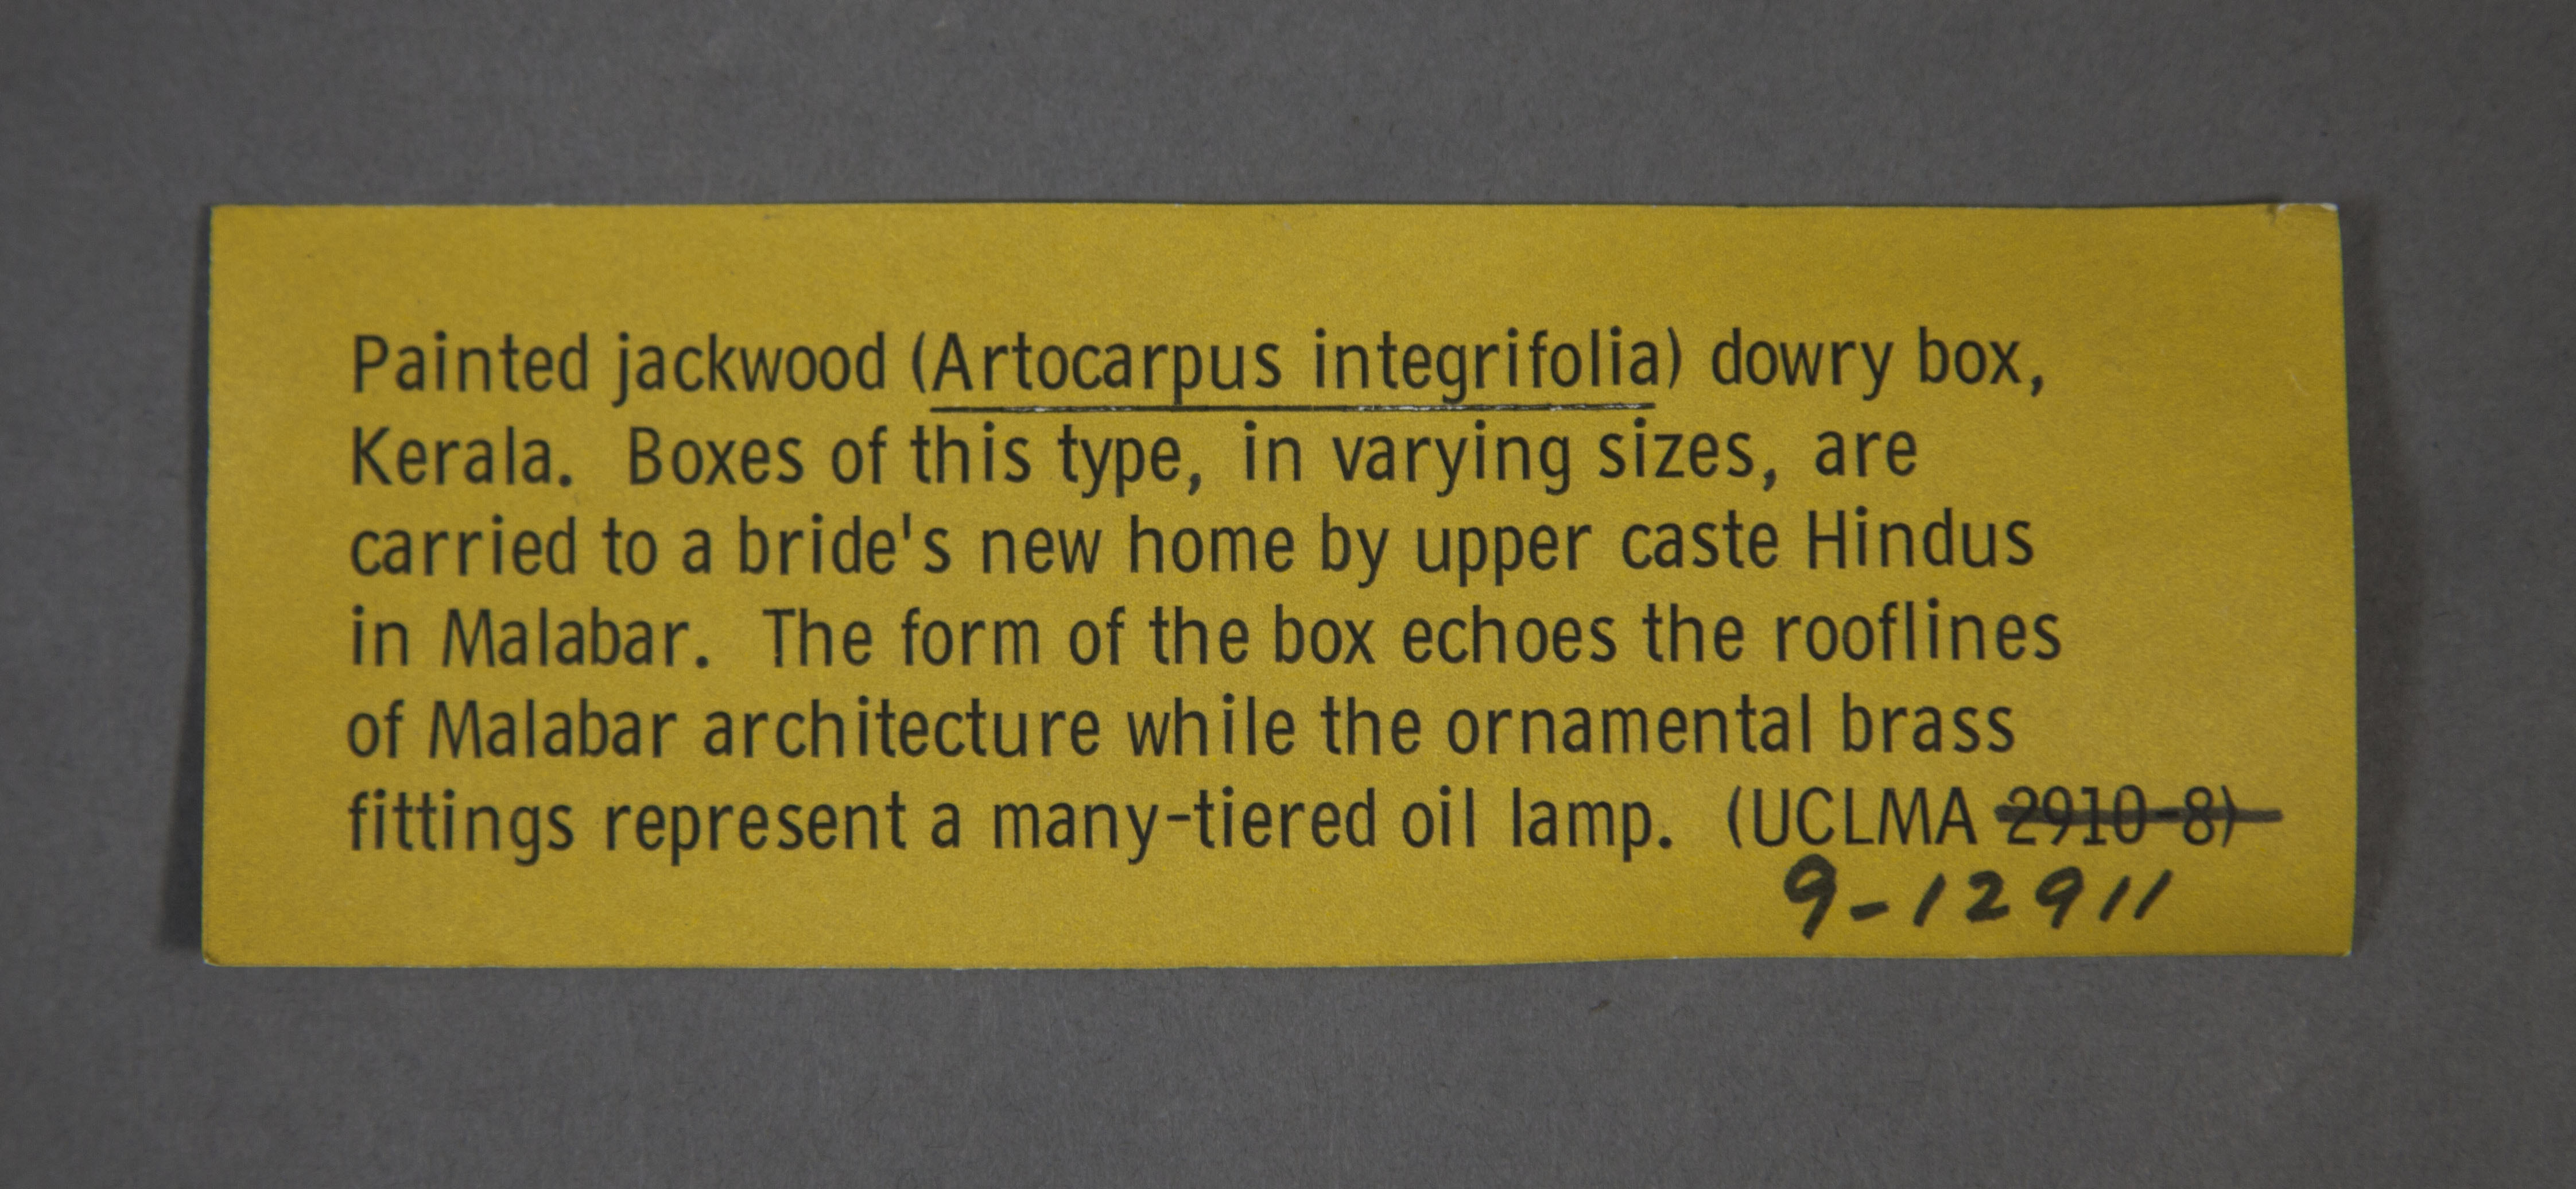 Painted jackwood (Artocarpus integrifolia) dowry box,
Kerala. Boxes of this type, in varying sizes, are
carried to a bride's new home by upper caste Hindus
in Malabar. The form of the box echoes the rooflines
of Malabar architecture while the ornamental brass
fittings represent a many-tiered oil lamp. (UCLMA 2910-8)
9-12911